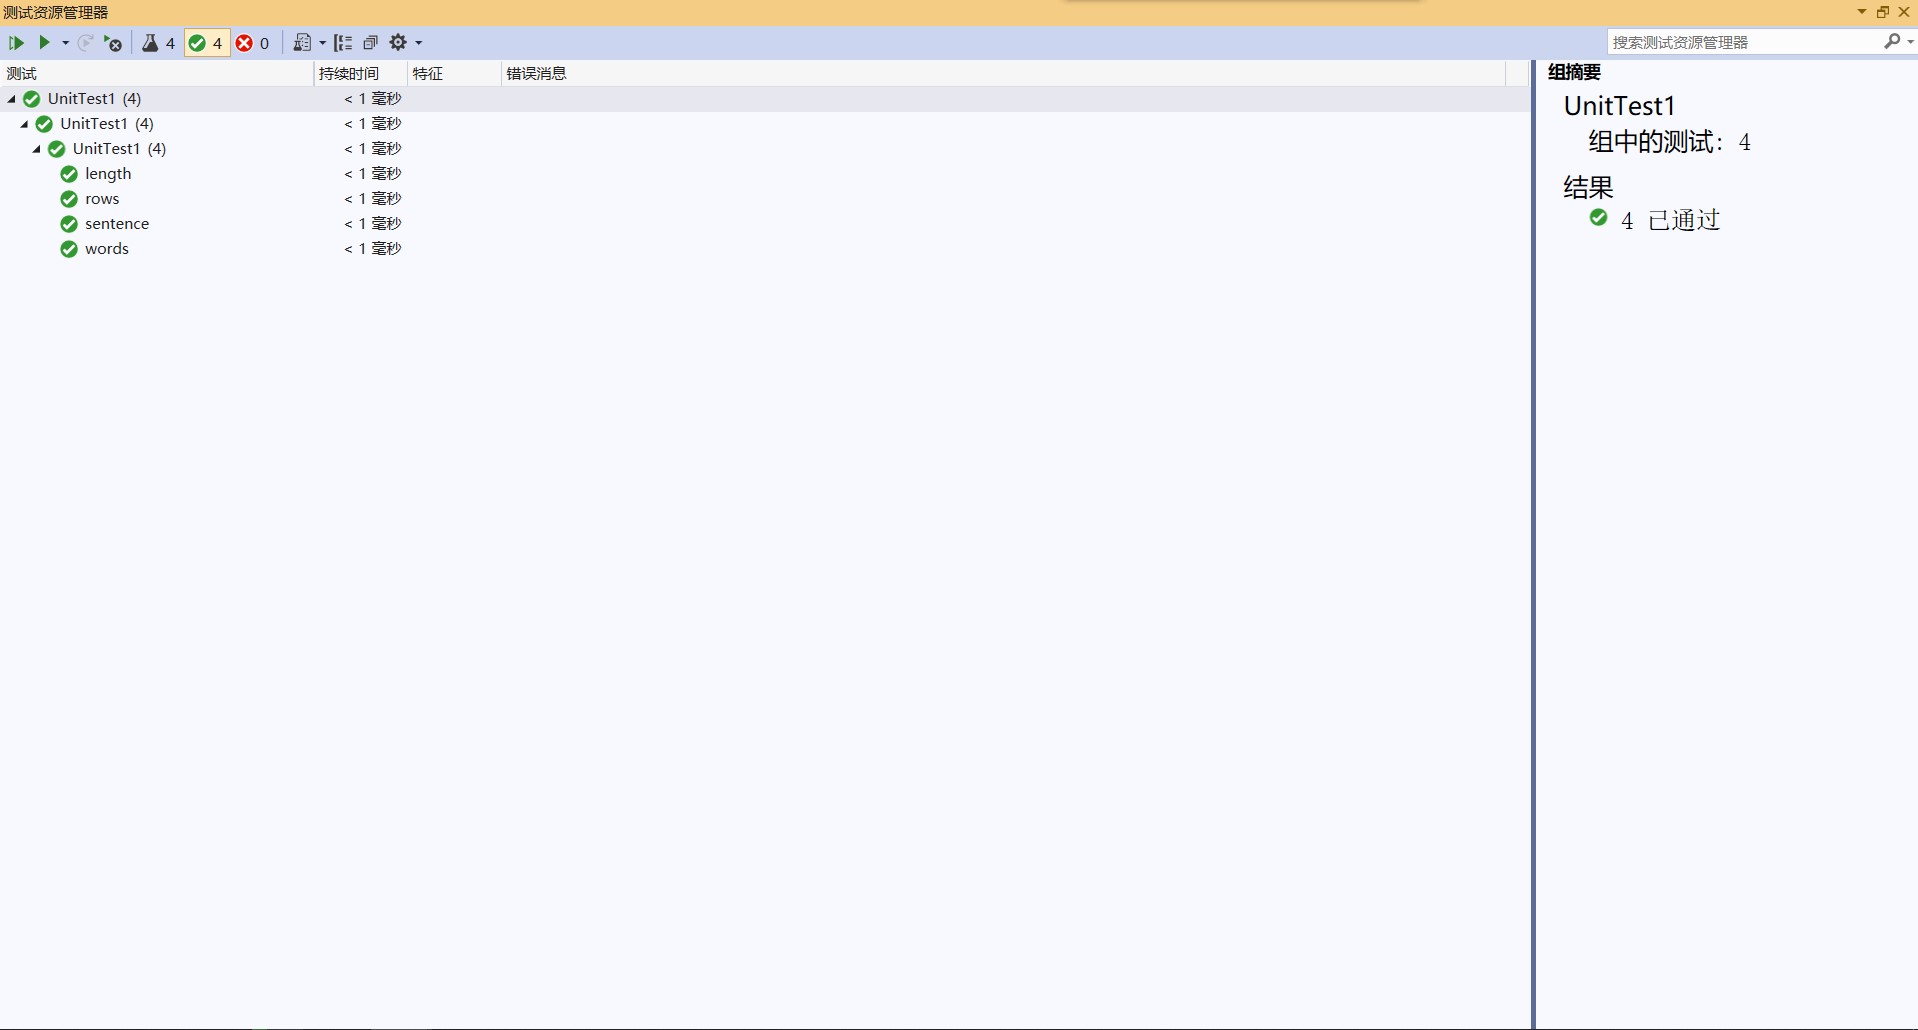 测试资源管理器
4 4 0 搜索测试资源管理器
测试 持续时间 特征 错误消息
UnitTest1 (4) < 1 毫秒
UnitTest1 (4) < 1 毫秒
UnitTest1 (4) < 1 毫秒
length < 1 毫秒
rows < 1 毫秒
sentence < 1 毫秒
words < 1 毫秒
组摘要
UnitTest1
组中的测试: 4
结果
4 已通过